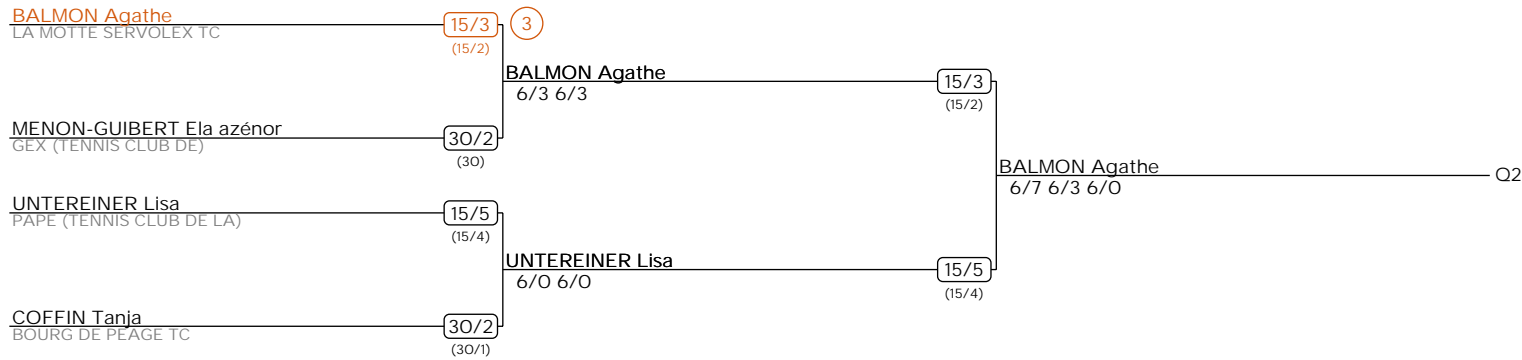 BALMON Agathe
LA MOTTE SERVOLEX TC
15/3
3
(15/2)
BALMON Agathe
6/3 6/3
15/3
(15/2)
MENON-GUIBERT Ela azénor
GEX (TENNIS CLUB DE)
30/2
(30)
BALMON Agathe
6/7 6/3 6/0
Q2
UNTEREINER Lisa
PAPE (TENNIS CLUB DE LA)
15/5
(15/4)
UNTEREINER Lisa
6/0 6/0
15/5
(15/4)
COFFIN Tanja
BOURG DE PEAGE TC
30/2
(30/1)